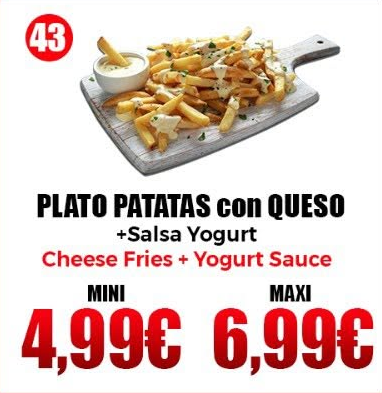 43
PLATO PATATAS con QUESO
+Salsa Yogurt
Cheese Fries + Yogurt Sauce
MINI MAXI
4,99€ 6,99€